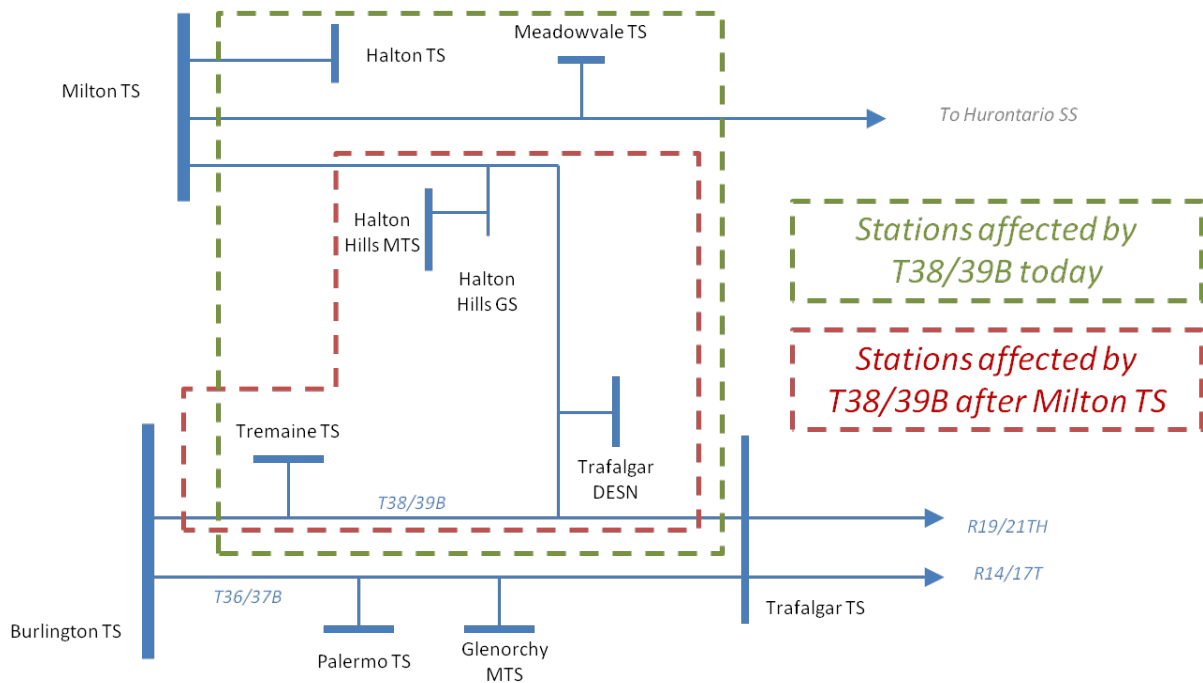 Meadowvale TS
Halton TS
Milton TS
To Hurontario SS
Halton
Hills MTS
Stations affected by
T38/39B today
Halton
Hills GS
Stations affected by
T38/39B after Milton TS
Tremaine TS
Trafalgar
DESN
T38/39B
R19/21TH
R14/17T
T36/37B
Trafalgar TS
Burlington TS
Palermo TS
Glenorchy
MTS